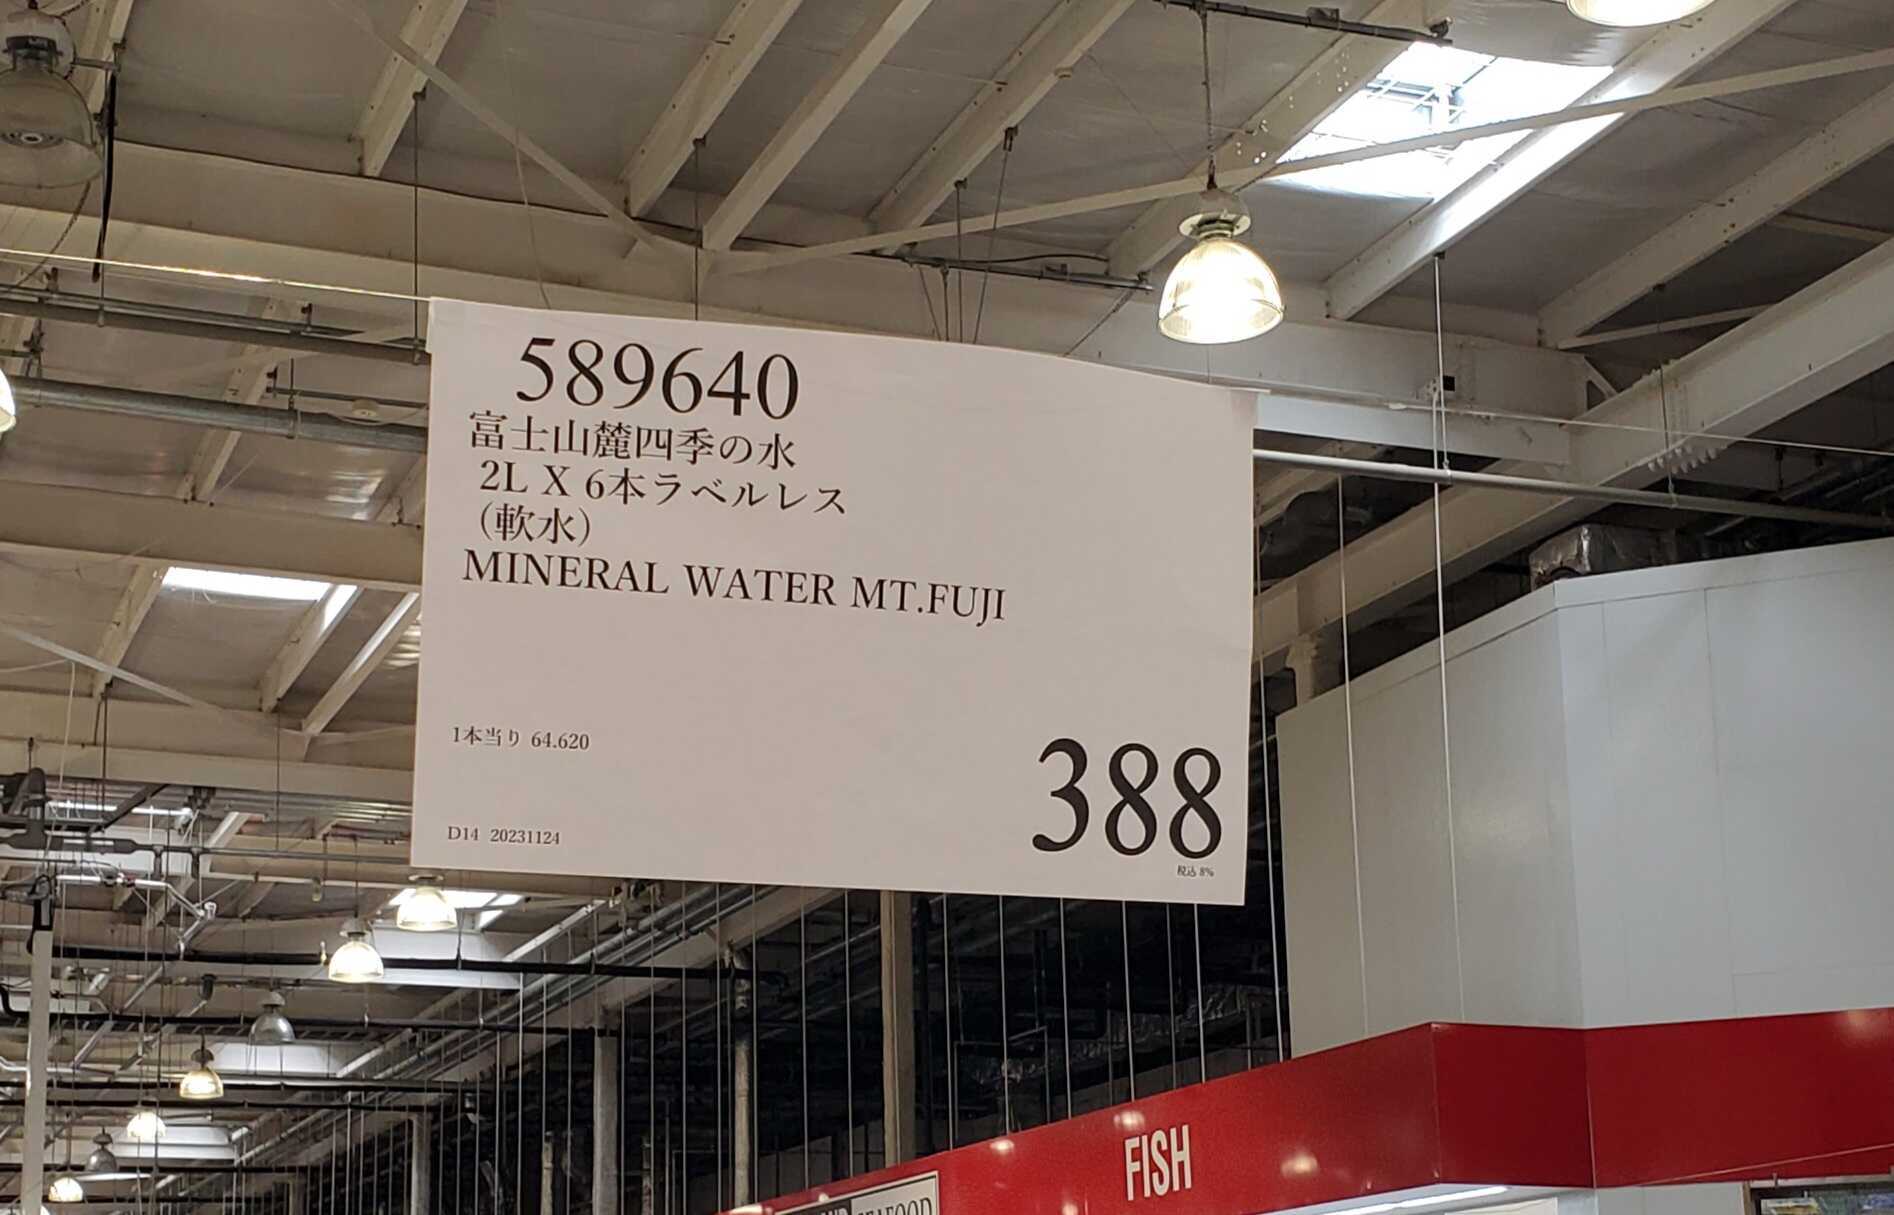 589640
富士山麓四季の水
2L X 6本ラベルレス
(軟水)
MINERAL WATER MT.FUJI
1本当り 64.620
388
税込 8%
D14 20231124
FISH
SEAFOOD